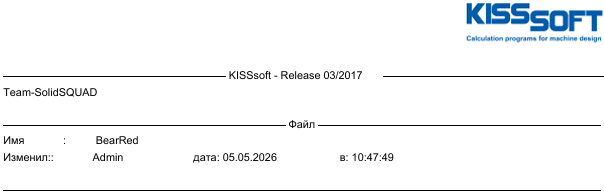 KISSsoft
Calculation programs for machine design
KISSsoft - Release 03/2017
Team-SolidSQUAD
Файл
Имя : BearRed
Изменил:: Admin дата: 05.05.2026 в: 10:47:49